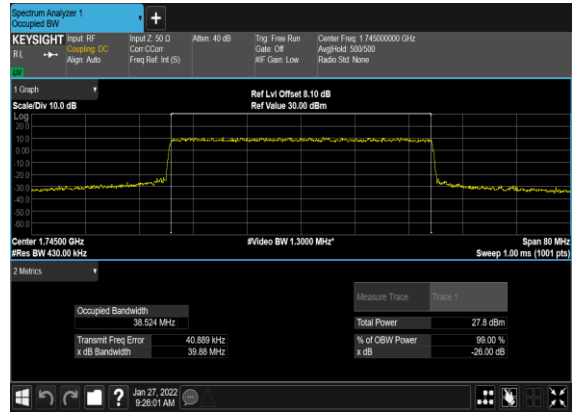 Spectrum Analyzer 1
Occupied BW
+
KEYSIGHT Input: RF Input Z: 50 Ω Atten: 40 dB Trig: Free Run Center Freq: 1.745000000 GHz
RL Coupling: DC Corr CCorr Gate: Off Avg|Hold: 500/500
Align: Auto Freq Ref: Int (S) #IF Gain: Low Radio Std: None
LW
1 Graph
Ref Lvl Offset 8.10 dB
Scale/Div 10.0 dB Ref Value 30.00 dBm
Log
20.0
10.0
0.00
-10.0
-20.0
-30.0
-40.0
-50.0
-60.0
Center 1.74500 GHz #Video BW 1.3000 MHz* Span 80 MHz
#Res BW 430.00 kHz Sweep 1.00 ms (1001 pts)
2 Metrics
Measure Trace Trace 1
Occupied Bandwidth
38.524 MHz Total Power 27.8 dBm
Transmit Freq Error 40.889 kHz % of OBW Power 99.00 %
x dB Bandwidth 39.88 MHz x dB -26.00 dB
? Jan 27, 2022
9:26:01 AM